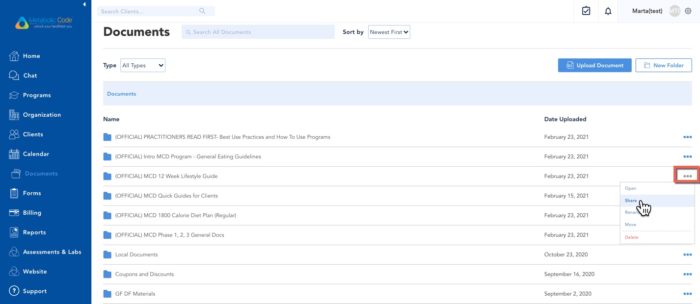 Search Clients...
Marta(test)
MT
Metabolic Code
Home
Chat
Programs
Organization
Clients
Calendar
Documents
Forms
Billing
Reports
Assessments & Labs
Website
Support
Documents
Search All Documents
Sort by
Newest First
Type
All Types
Upload Document
New Folder
Documents
Name
Date Uploaded
(OFFICIAL) PRACTITIONERS READ FIRST- Best Use Practices and How To Use Programs
February 23, 2021
(OFFICIAL) Intro MCD Program - General Eating Guidelines
February 23, 2021
(OFFICIAL) MCD 12 Week Lifestyle Guide
February 23, 2021
(OFFICIAL) MCD Quick Guides for Clients
February 15, 2021
(OFFICIAL) MCD 1800 Calorie Diet Plan (Regular)
February 23, 2021
(OFFICIAL) MCD Phase 1, 2, 3 General Docs
February 23, 2021
Local Documents
October 23, 2020
Coupons and Discounts
September 16, 2020
GF DF Materials
September 2, 2020
Open
Share
Move
Delete